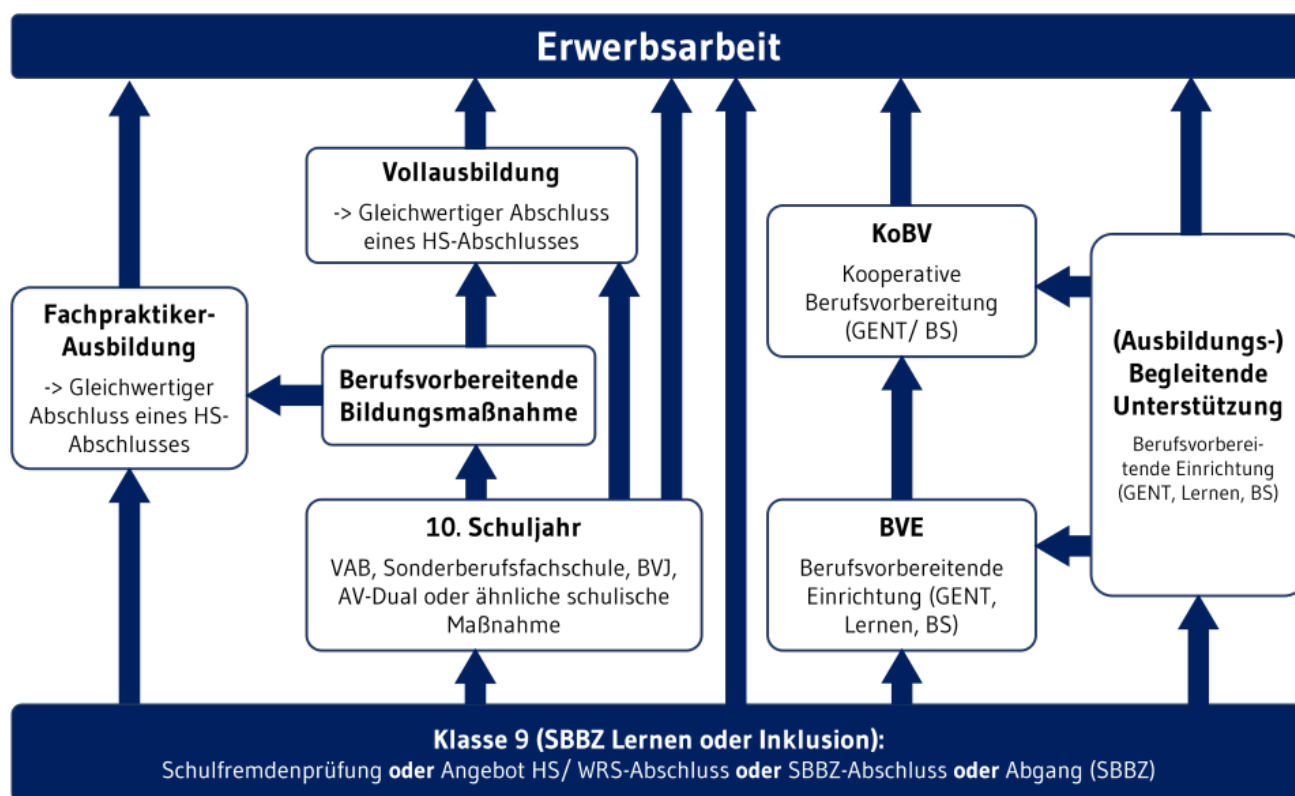 Erwerbsarbeit
Vollausbildung
-> Gleichwertiger Abschluss
eines HS-Abschlusses
Fachpraktiker-
Ausbildung
-> Gleichwertiger
Abschluss eines HS-
Abschlusses
Berufsvorbereitende
Bildungsmaßnahme
10. Schuljahr
VAB, Sonderberufsfachschule, BVJ,
AV-Dual oder ähnliche schulische
Maßnahme
KoBV
Kooperative
Berufsvorbereitung
(GENT/ BS)
BVE
Berufsvorbereitende
Einrichtung (GENT,
Lernen, BS)
(Ausbildungs-)
Begleitende
Unterstützung
Berufsvorberei-
tende Einrichtung
(GENT, Lernen, BS)
Klasse 9 (SBBZ Lernen oder Inklusion):
Schulfremdenprüfung oder Angebot HS/ WRS-Abschluss oder SBBZ-Abschluss oder Abgang (SBBZ)